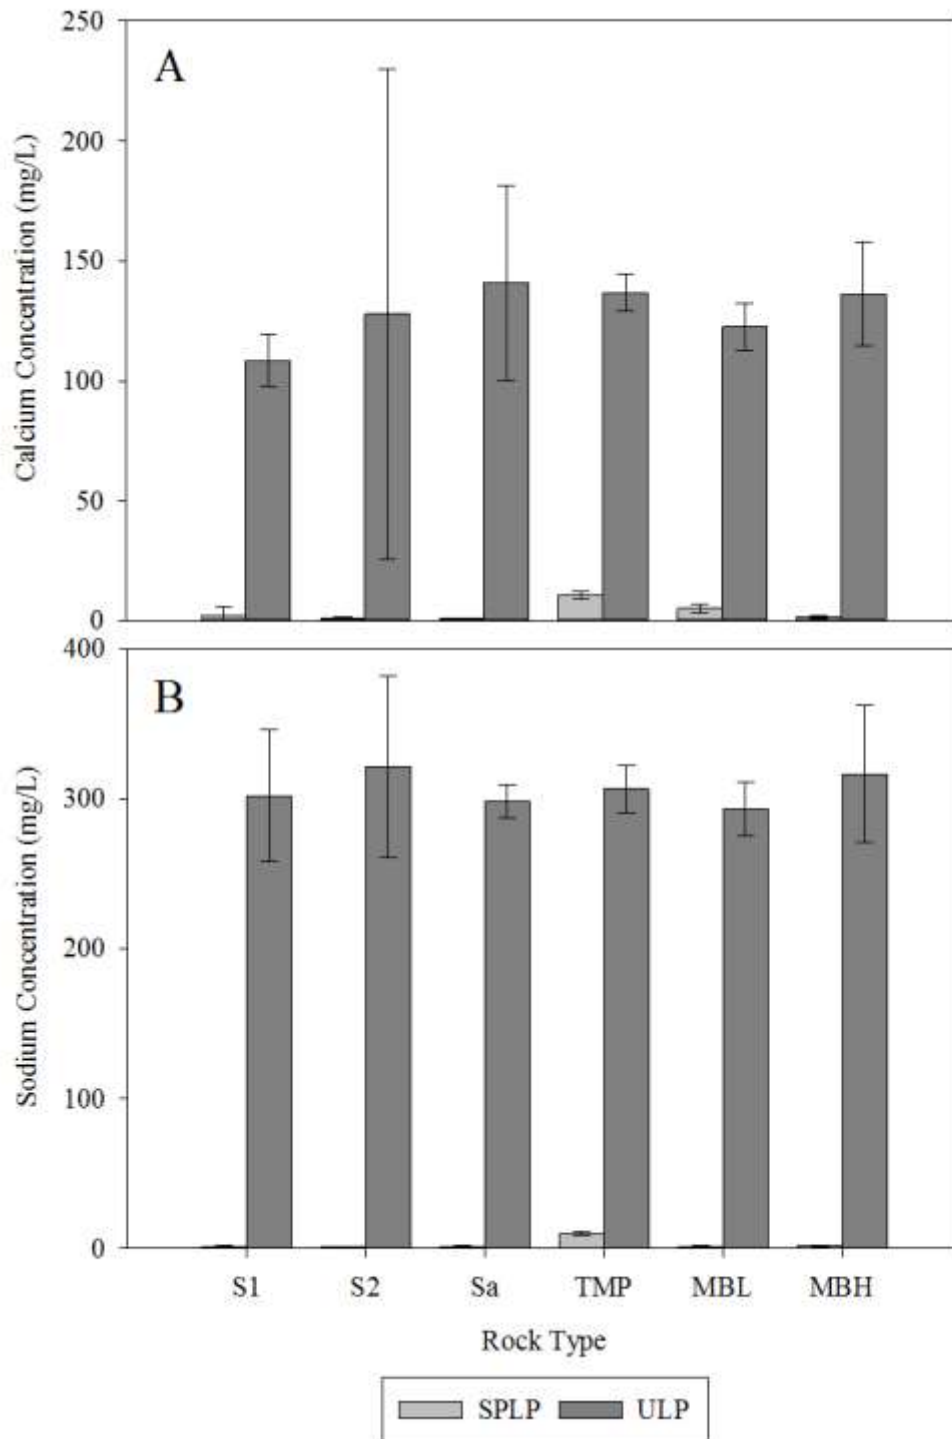 A
Calcium Concentration (mg/L)
250
200
150
100
50
0
B
Sodium Concentration (mg/L)
400
300
200
100
0
S1 S2 Sa TMP MBL MBH
Rock Type
SPLP ULP